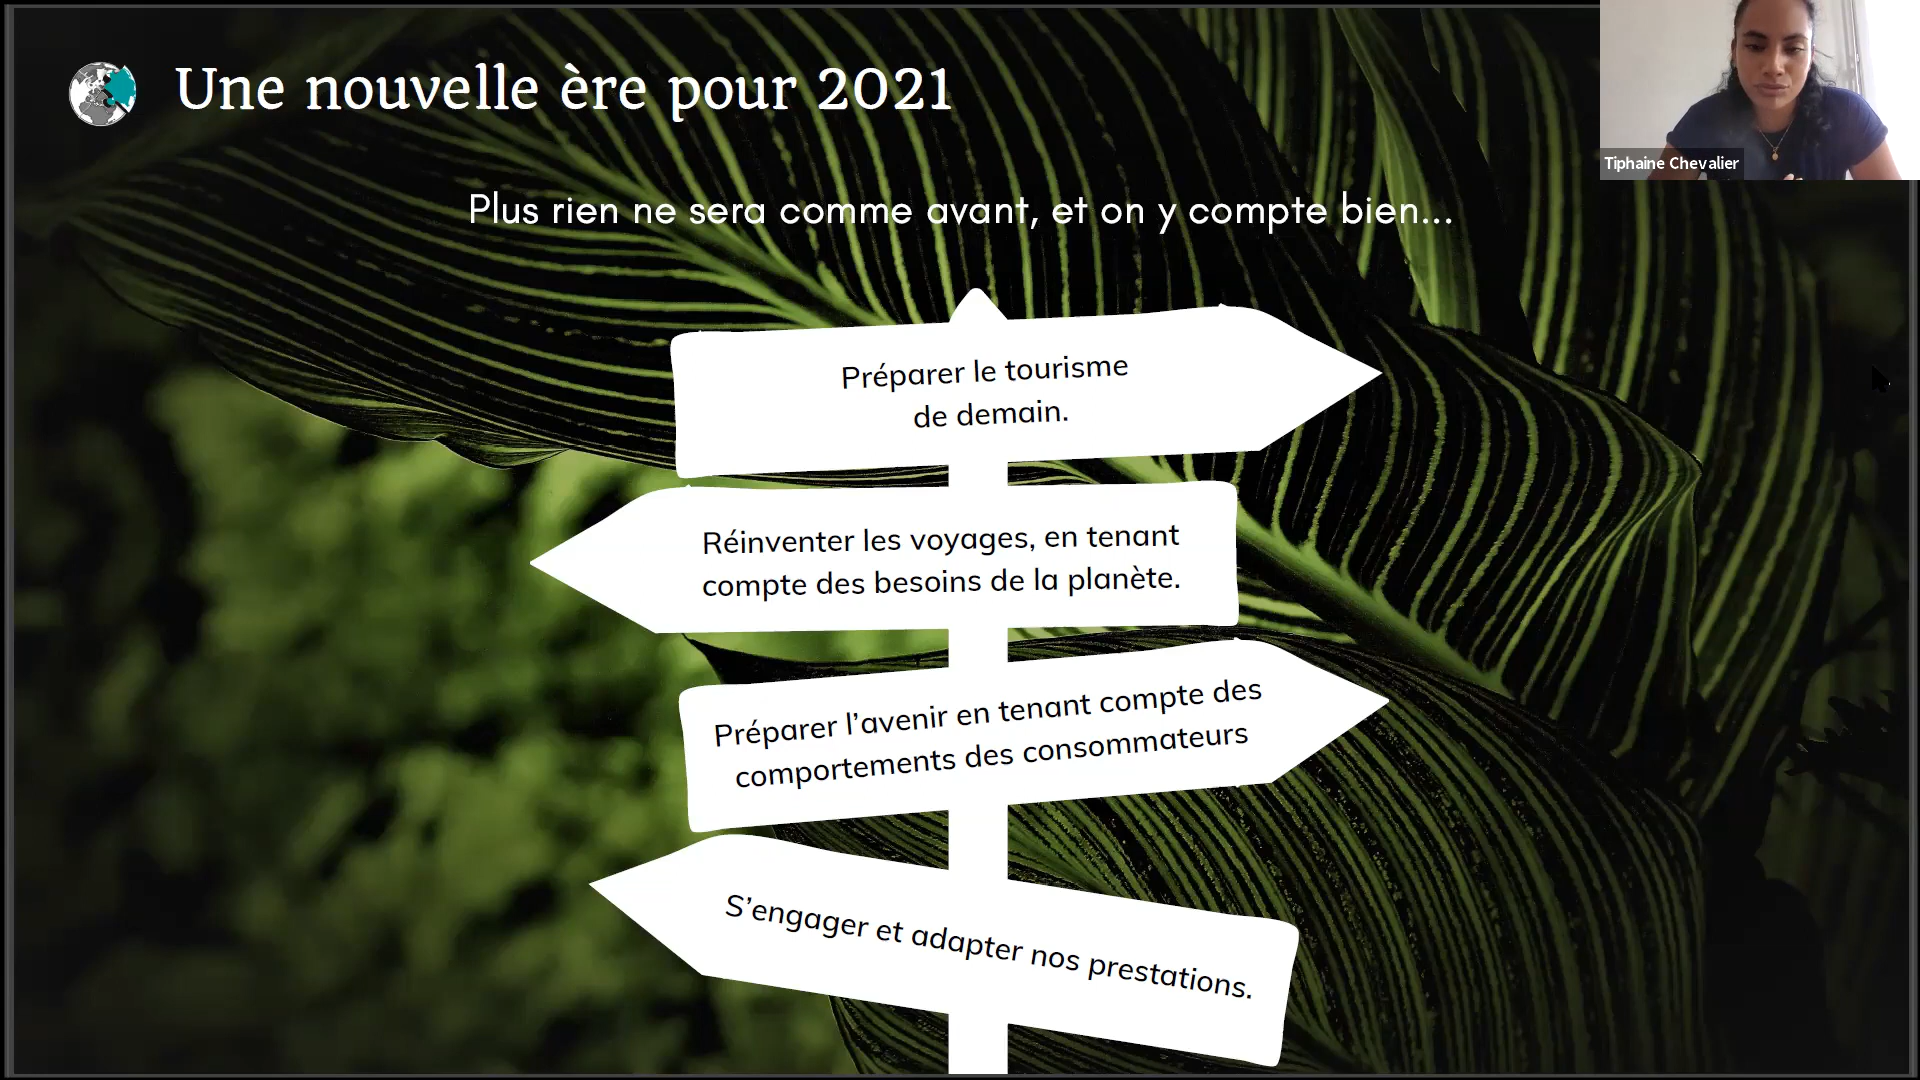 Une nouvelle ère pour 2021
Tiphaine Chevalier
Plus rien ne sera comme avant, et on y compte bien...
Préparer le tourisme
de demain.
Réinventer les voyages, en tenant
compte des besoins de la planète.
Préparer l’avenir en tenant compte des
comportements des consommateurs
S’engager et adapter nos prestations.